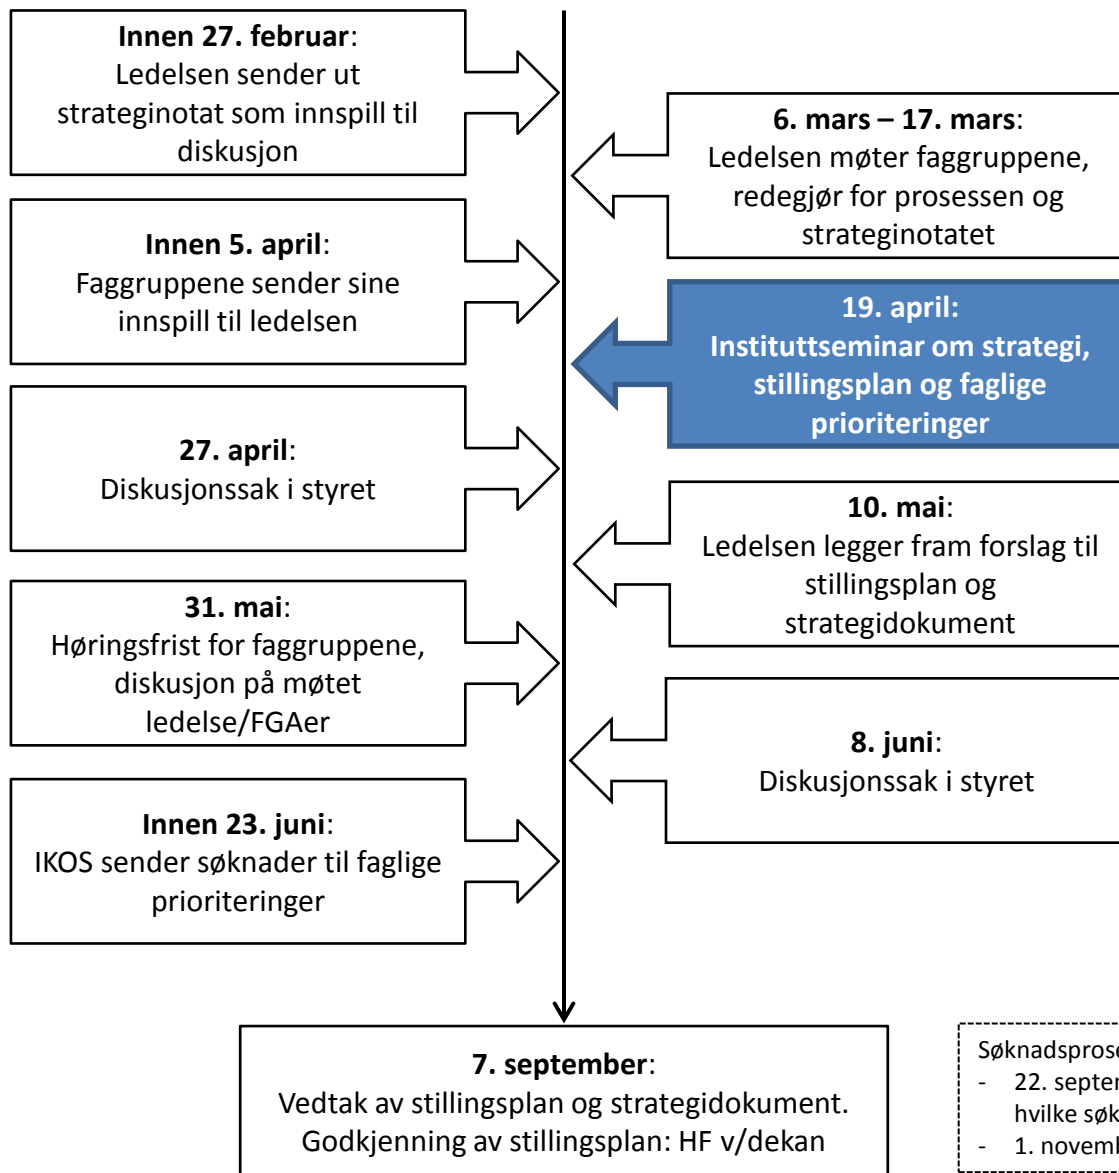 Innen 27. februar:
Ledelsen sender ut
strateginotat som innspill til
diskusjon
6. mars – 17. mars:
Ledelsen møter faggruppene,
redegjør for prosessen og
strateginotatet
Innen 5. april:
Faggruppene sender sine
innspill til ledelsen
19. april:
Instituttseminar om strategi,
stillingsplan og faglige
prioriteringer
27. april:
Diskusjonssak i styret
10. mai:
Ledelsen legger fram forslag til
stillingsplan og
strategidokument
31. mai:
Høringsfrist for faggruppene,
diskusjon på møtet
ledelse/FGAer
8. juni:
Diskusjonssak i styret
Innen 23. juni:
IKOS sender søknader til faglige
prioriteringer
7. september:
Vedtak av stillingsplan og strategidokument.
Godkjenning av stillingsplan: HF v/dekan
- 22.
hvilke
- 1.